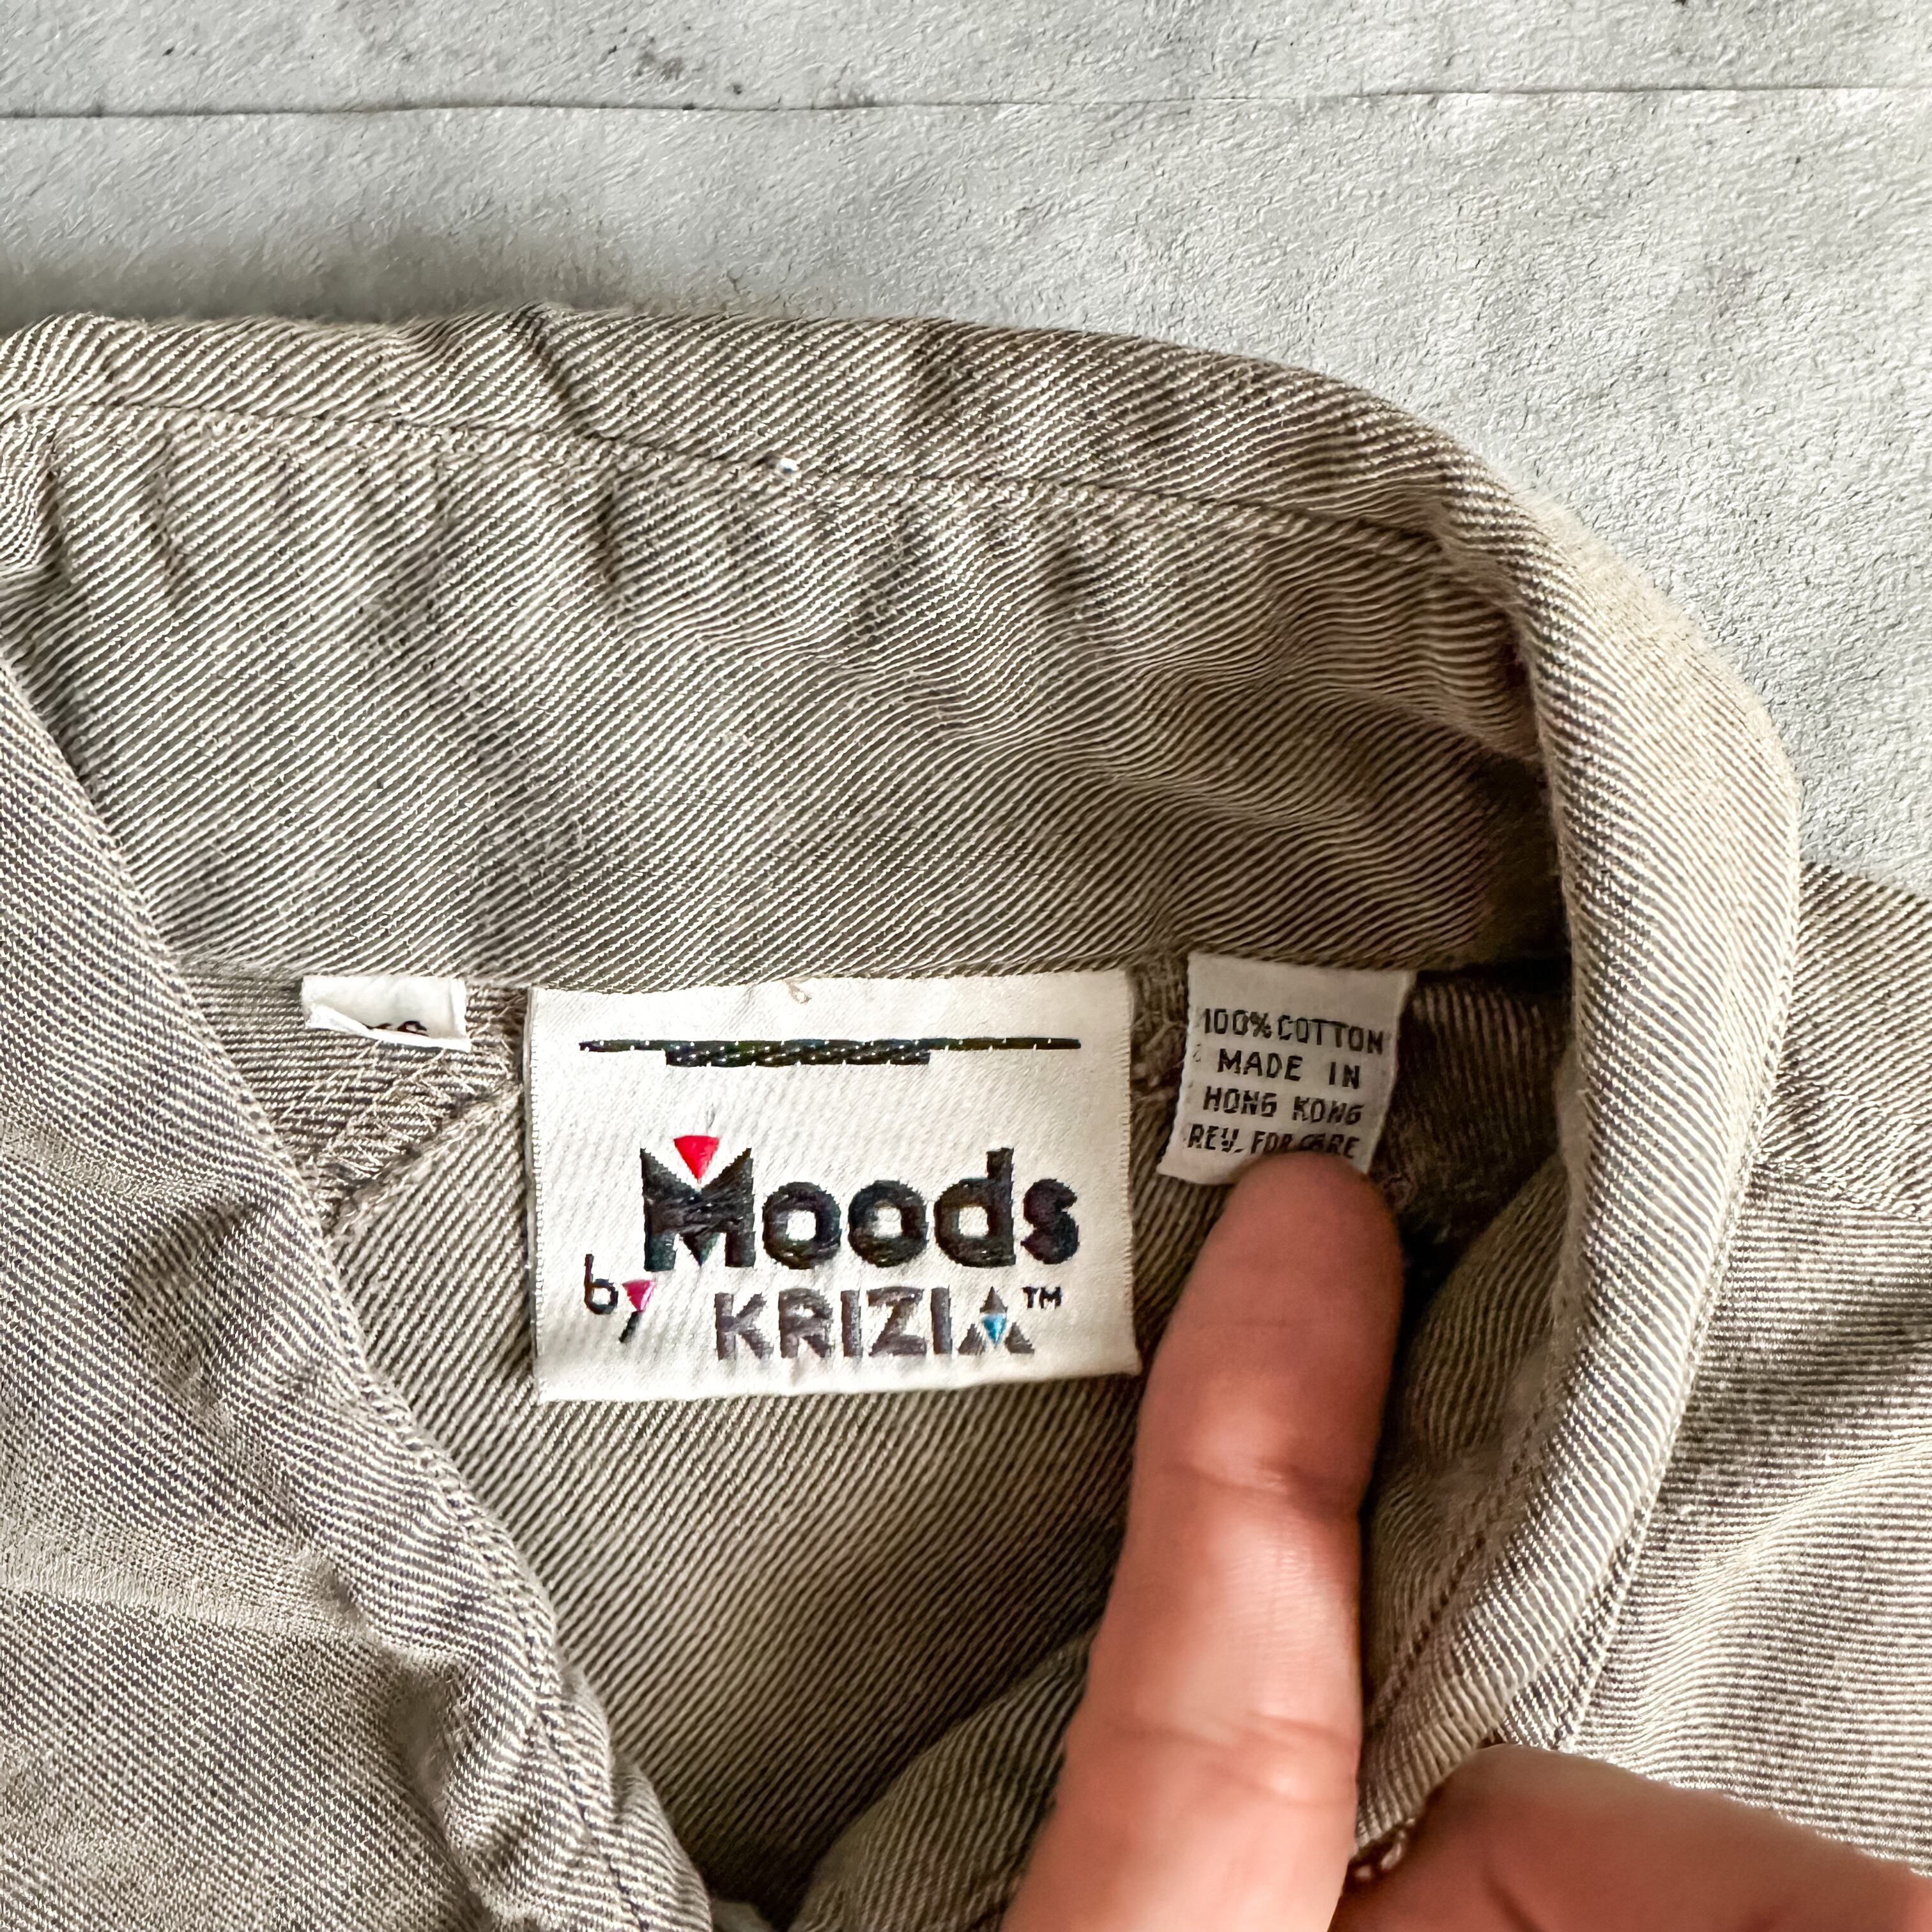 Moods
by KRIZIA™
100% COTTON
MADE IN
HONG KONG
REV. FOR CARE